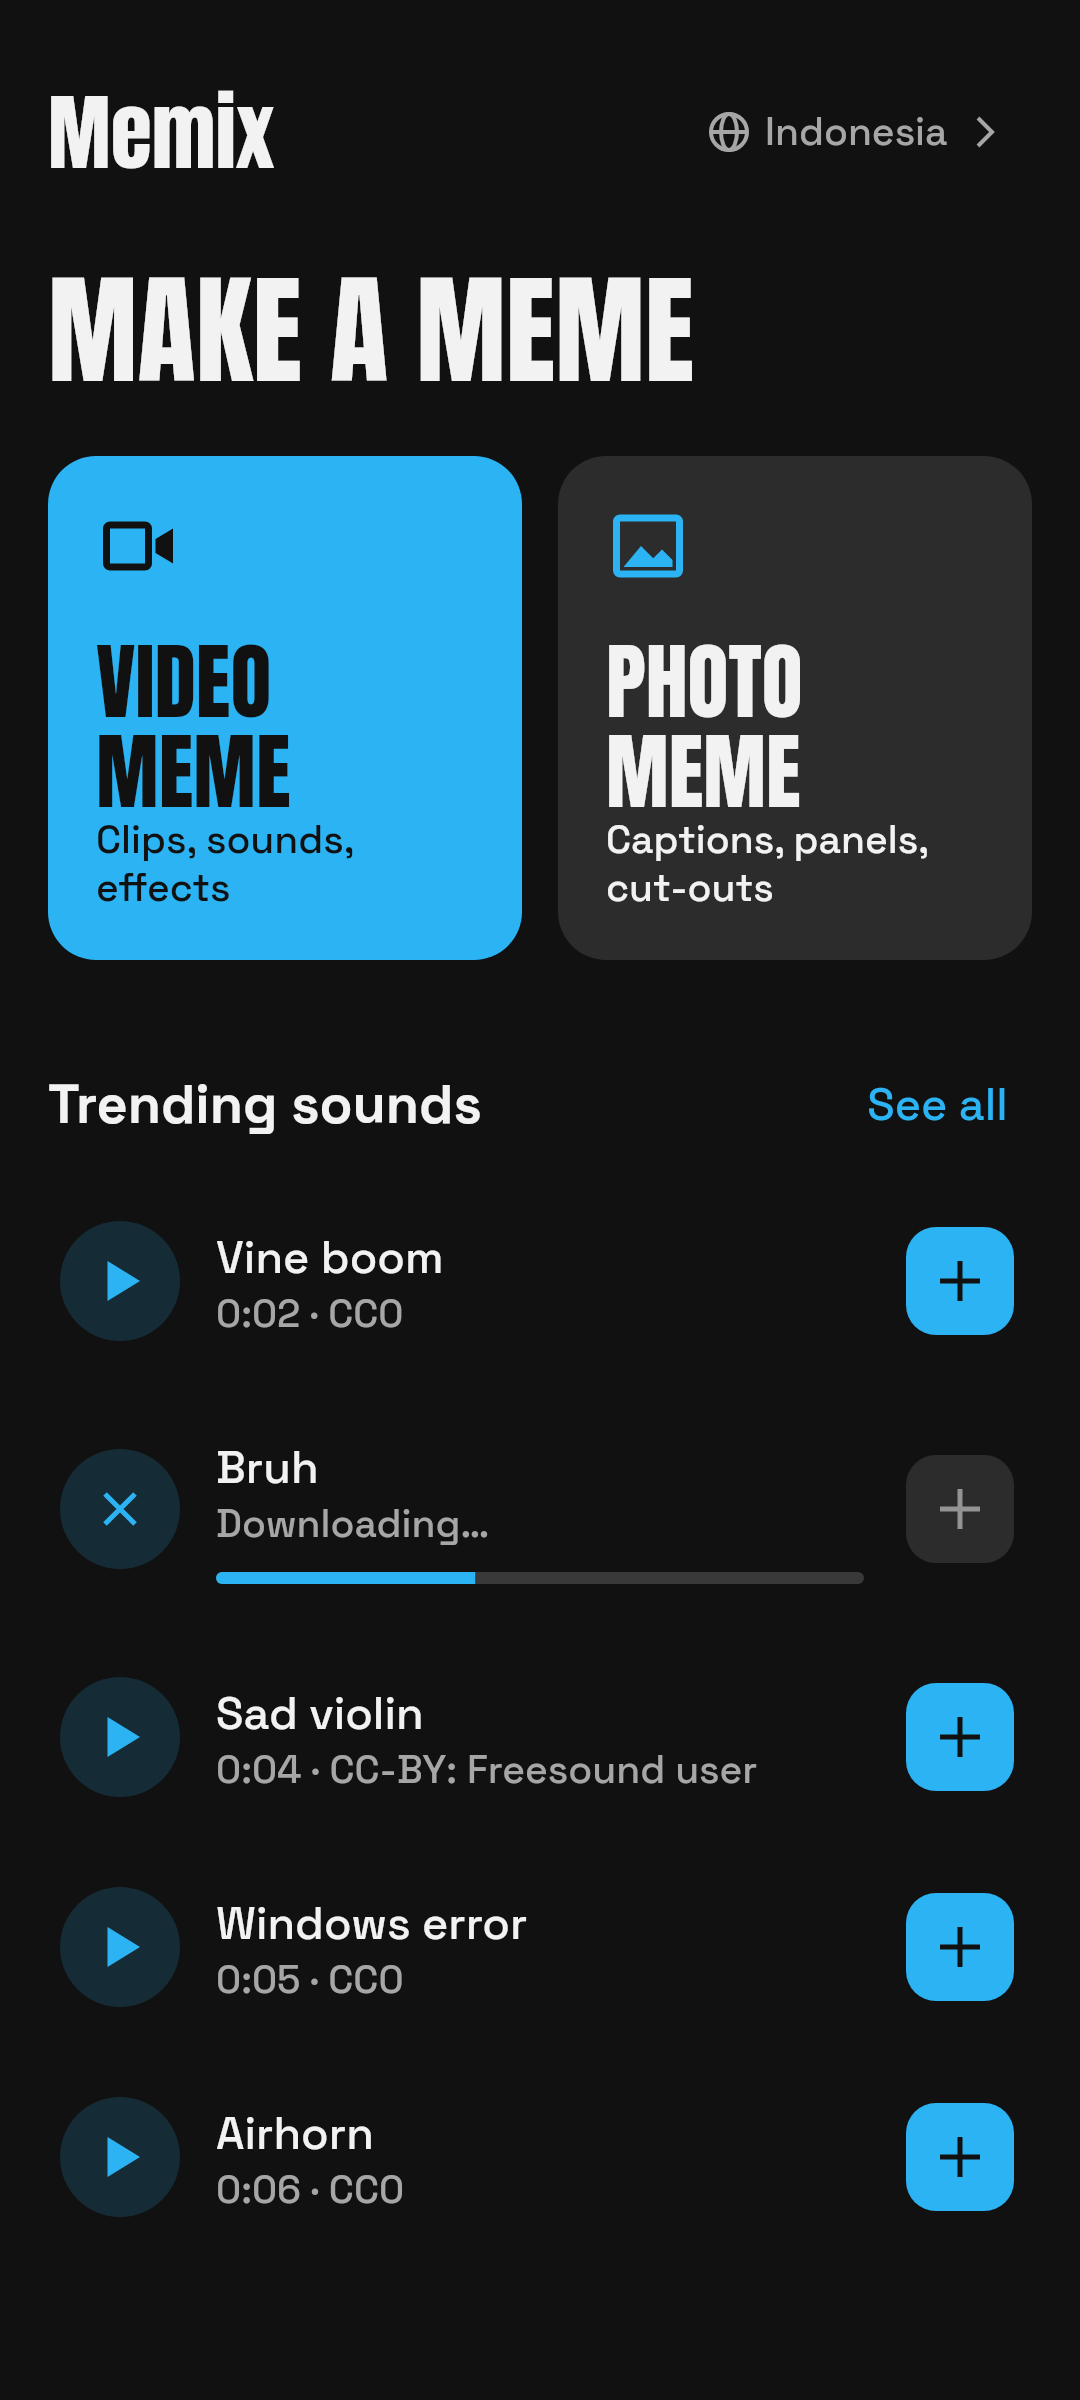 Memix
Indonesia
MAKE A MEME
VIDEO
MEME
Clips, sounds,
effects
PHOTO
MEME
Captions, panels,
cut-outs
Trending sounds
See all
Vine boom
0:02 · CC0
Bruh
Downloading...
Sad violin
0:04 · CC-BY: Freesound user
Windows error
0:05 · CC0
Airhorn
0:06 · CC0